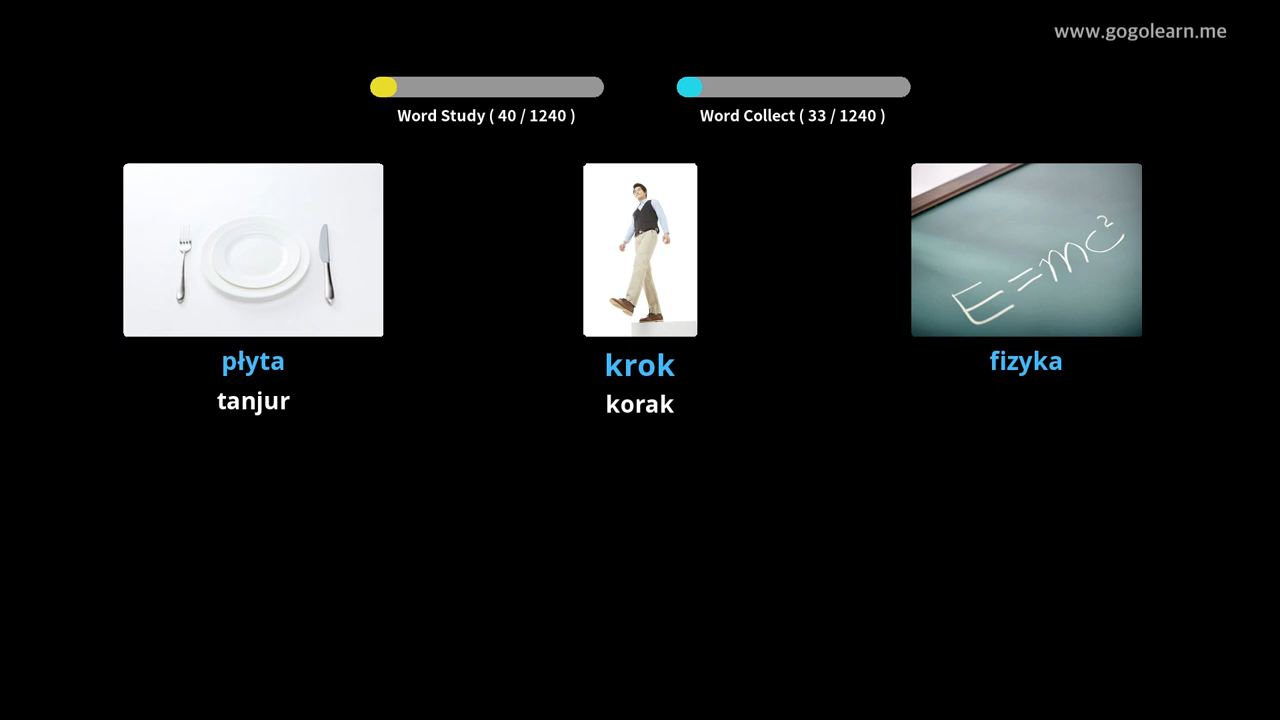 www.gogolearn.me
Word Study ( 40 / 1240 )
Word Collect ( 33 / 1240 )
E=mc²
płyta
krok
fizyka
tanjur
korak